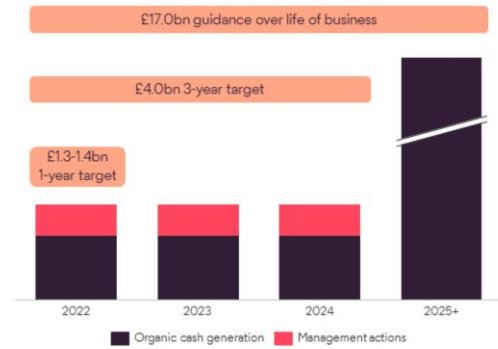 £17.0bn guidance over life of business
£4.0bn 3-year target
£1.3-1.4bn
1-year target
2022
2023
2024
2025+
Organic cash generation
Management actions